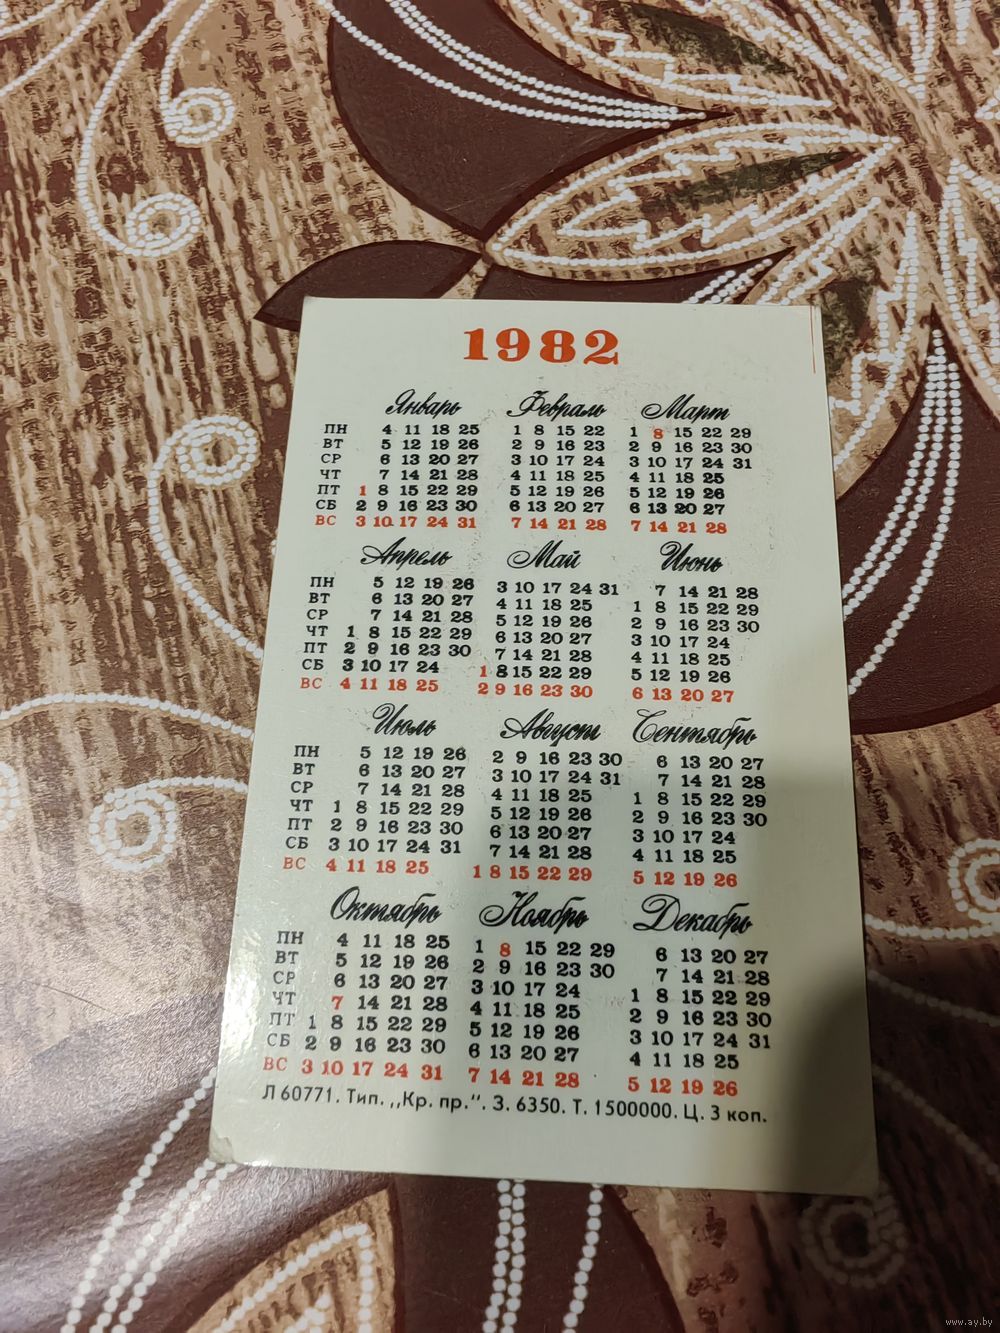 1982
Январь Февраль Март
ПН 4 11 18 25 1 8 15 22 1 8 15 22 29
ВТ 5 12 19 26 2 9 16 23 2 9 16 23 30
СР 6 13 20 27 3 10 17 24 3 10 17 24 31
ЧТ 7 14 21 28 4 11 18 25 4 11 18 25
ПТ 1 8 15 22 29 5 12 19 26 5 12 19 26
СБ 2 9 16 23 30 6 13 20 27 6 13 20 27
ВС 3 10 17 24 31 7 14 21 28 7 14 21 28
Апрель Май Июнь
ПН 5 12 19 26 3 10 17 24 31 7 14 21 28
ВТ 6 13 20 27 4 11 18 25 1 8 15 22 29
СР 7 14 21 28 5 12 19 26 2 9 16 23 30
ЧТ 1 8 15 22 29 6 13 20 27 3 10 17 24
ПТ 2 9 16 23 30 7 14 21 28 4 11 18 25
СБ 3 10 17 24 1 8 15 22 29 5 12 19 26
ВС 4 11 18 25 2 9 16 23 30 6 13 20 27
Июль Август Сентябрь
ПН 5 12 19 26 2 9 16 23 30 6 13 20 27
ВТ 6 13 20 27 3 10 17 24 31 7 14 21 28
СР 7 14 21 28 4 11 18 25 1 8 15 22 29
ЧТ 1 8 15 22 29 5 12 19 26 2 9 16 23 30
ПТ 2 9 16 23 30 6 13 20 27 3 10 17 24
СБ 3 10 17 24 31 7 14 21 28 4 11 18 25
ВС 4 11 18 25 1 8 15 22 29 5 12 19 26
Октябрь Ноябрь Декабрь
ПН 4 11 18 25 1 8 15 22 29 6 13 20 27
ВТ 5 12 19 26 2 9 16 23 30 7 14 21 28
СР 6 13 20 27 3 10 17 24 1 8 15 22 29
ЧТ 7 14 21 28 4 11 18 25 2 9 16 23 30
ПТ 1 8 15 22 29 5 12 19 26 3 10 17 24 31
СБ 2 9 16 23 30 6 13 20 27 4 11 18 25
ВС 3 10 17 24 31 7 14 21 28 5 12 19 26
Л 60771. Тип. ,,Кр. пр.“. З. 6350. Т. 1500000. Ц. 3 коп.
www.ay.by